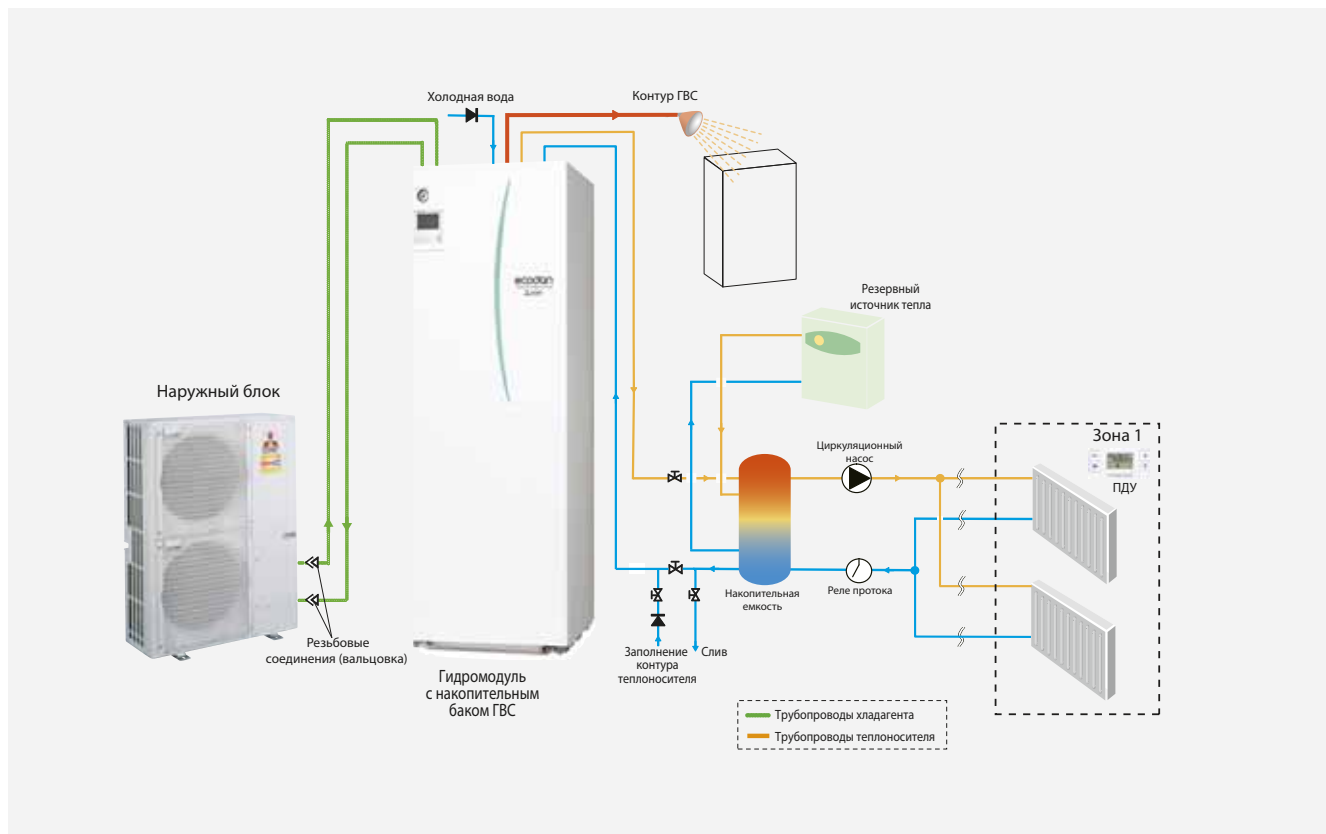 Холодная вода
Контур ГВС
ecodan
Резервный
источник тепла
Наружный блок
Зона 1
Циркуляционный
насос
ПДУ
Накопительная
емкость
Реле протока
Резьбовые
соединения (вальцовка)
Заполнение
контура
теплоносителя
Слив
Гидромодуль
с накопительным
баком ГВС
Трубопроводы хладагента
Трубопроводы теплоносителя